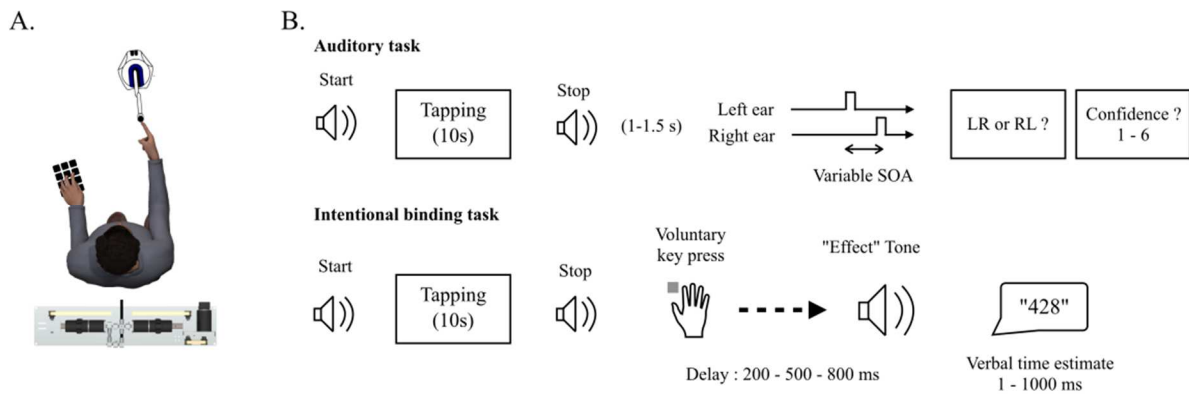 A.
B.
Auditory task
Start
Tapping
(10s)
Stop
(1-1.5 s)
Left ear
Right ear
Variable SOA
LR or RL ?
Confidence ?
1 - 6
Intentional binding task
Start
Tapping
(10s)
Stop
Voluntary
key press
"Effect" Tone
Delay : 200 - 500 - 800 ms
"428"
Verbal time estimate
1 - 1000 ms